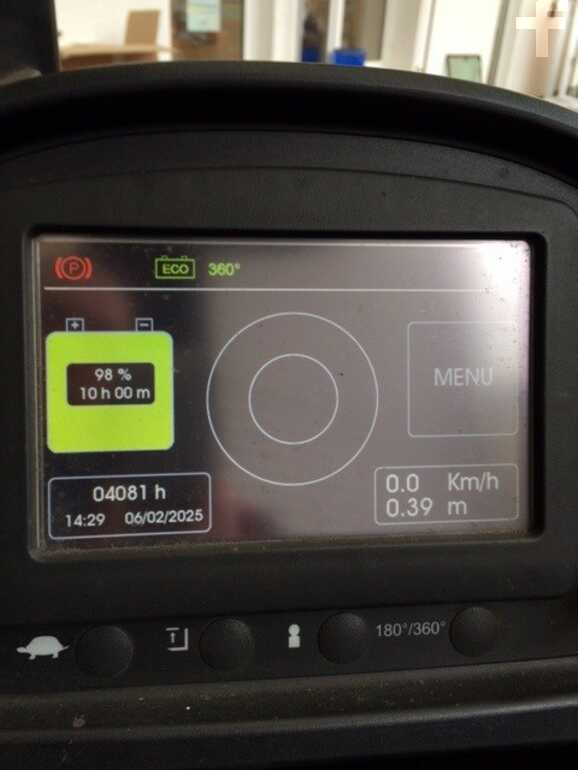 P ECO 360°
+ −
98 %
10 h 00 m
MENU
04081 h
14:29 06/02/2025
0.0 Km/h
0.39 m
180°/360°
f